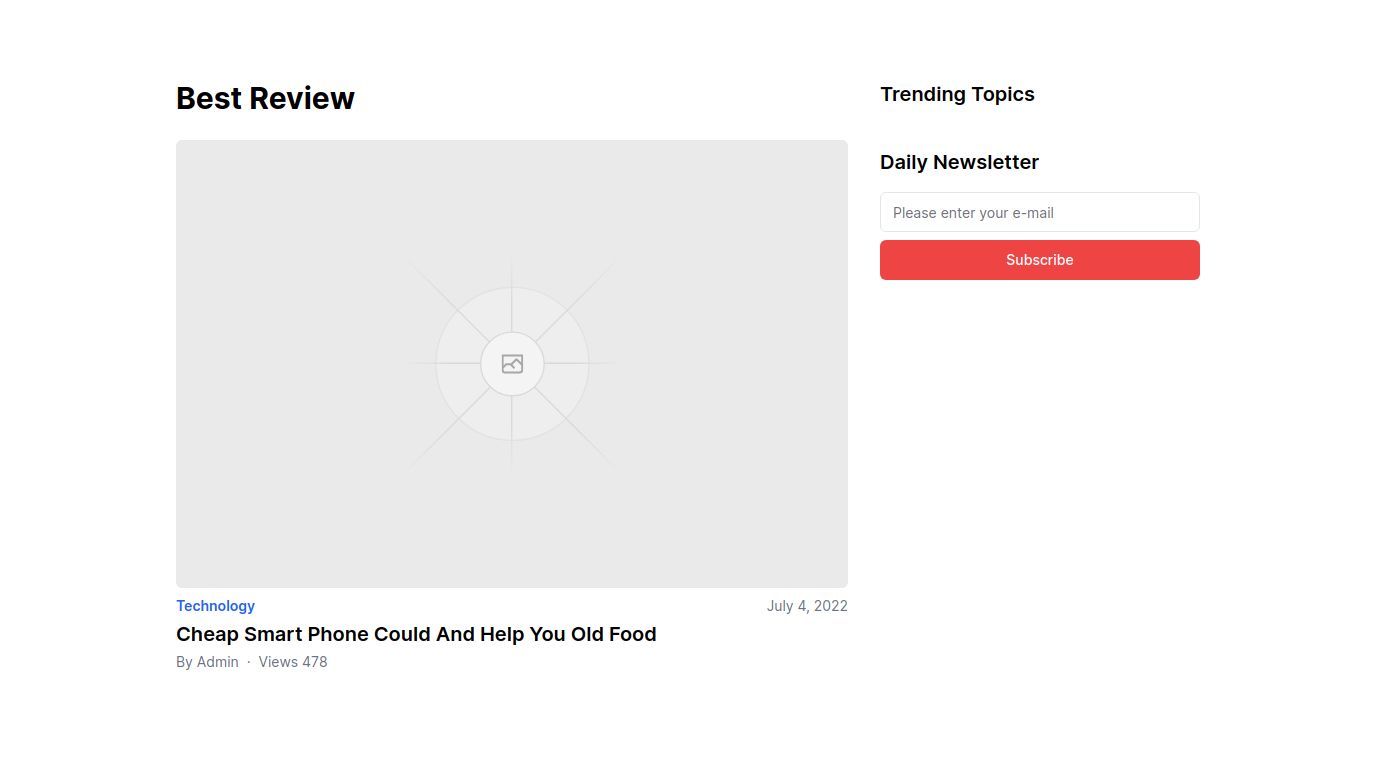 Best Review
Technology
July 4, 2022
Cheap Smart Phone Could And Help You Old Food
By Admin · Views 478
Trending Topics
Daily Newsletter
Please enter your e-mail
Subscribe